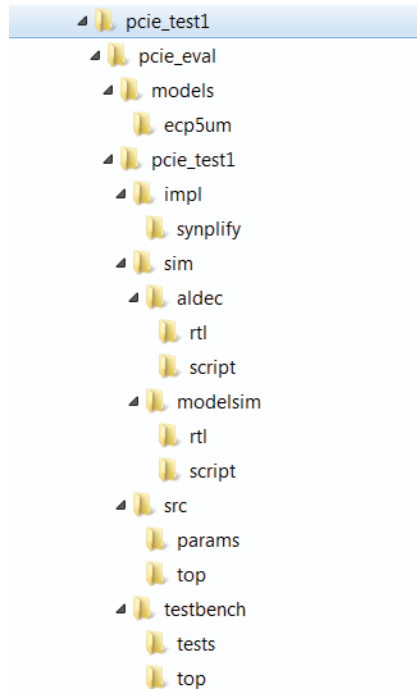 pcie_test1
pcie_eval
models
ecp5um
pcie_test1
impl
synplify
sim
aldec
rtl
script
modelsim
rtl
script
src
params
top
testbench
tests
top